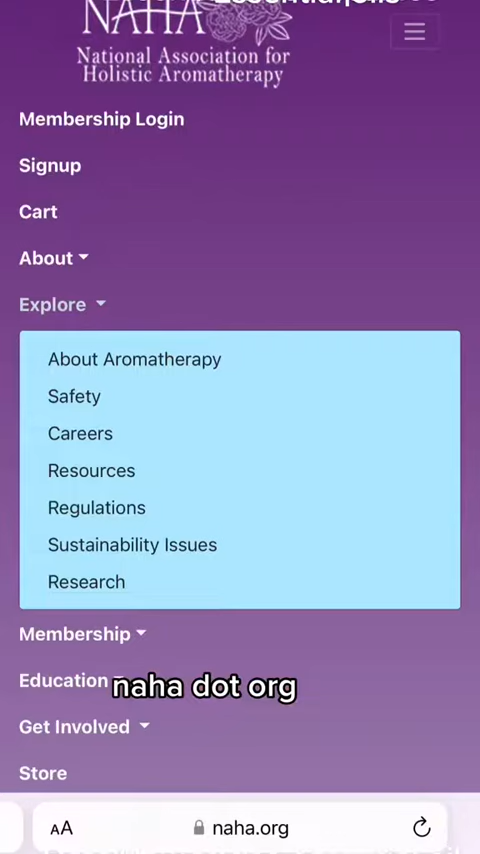 NAHA
National Association for
Holistic Aromatherapy
Membership Login
Signup
Cart
About
Explore
About Aromatherapy
Safety
Careers
Resources
Regulations
Sustainability Issues
Research
Membership
Education
naha dot org
Get Involved
Store
AA
naha.org